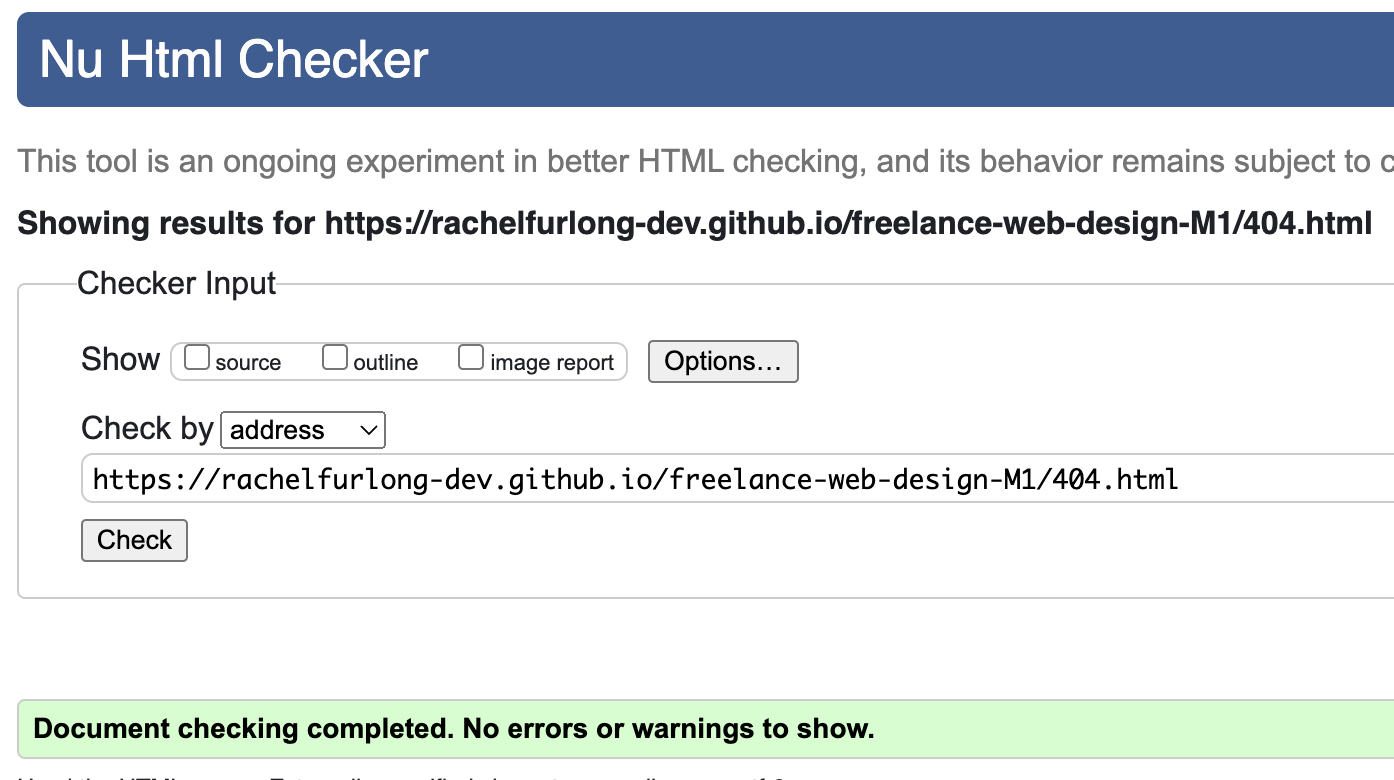 Nu Html Checker
This tool is an ongoing experiment in better HTML checking, and its behavior remains subject to
Showing results for https://rachelfurlong-dev.github.io/freelance-web-design-M1/404.html
Checker Input
Show source outline image report Options…
Check by address
https://rachelfurlong-dev.github.io/freelance-web-design-M1/404.html
Check
Document checking completed. No errors or warnings to show.